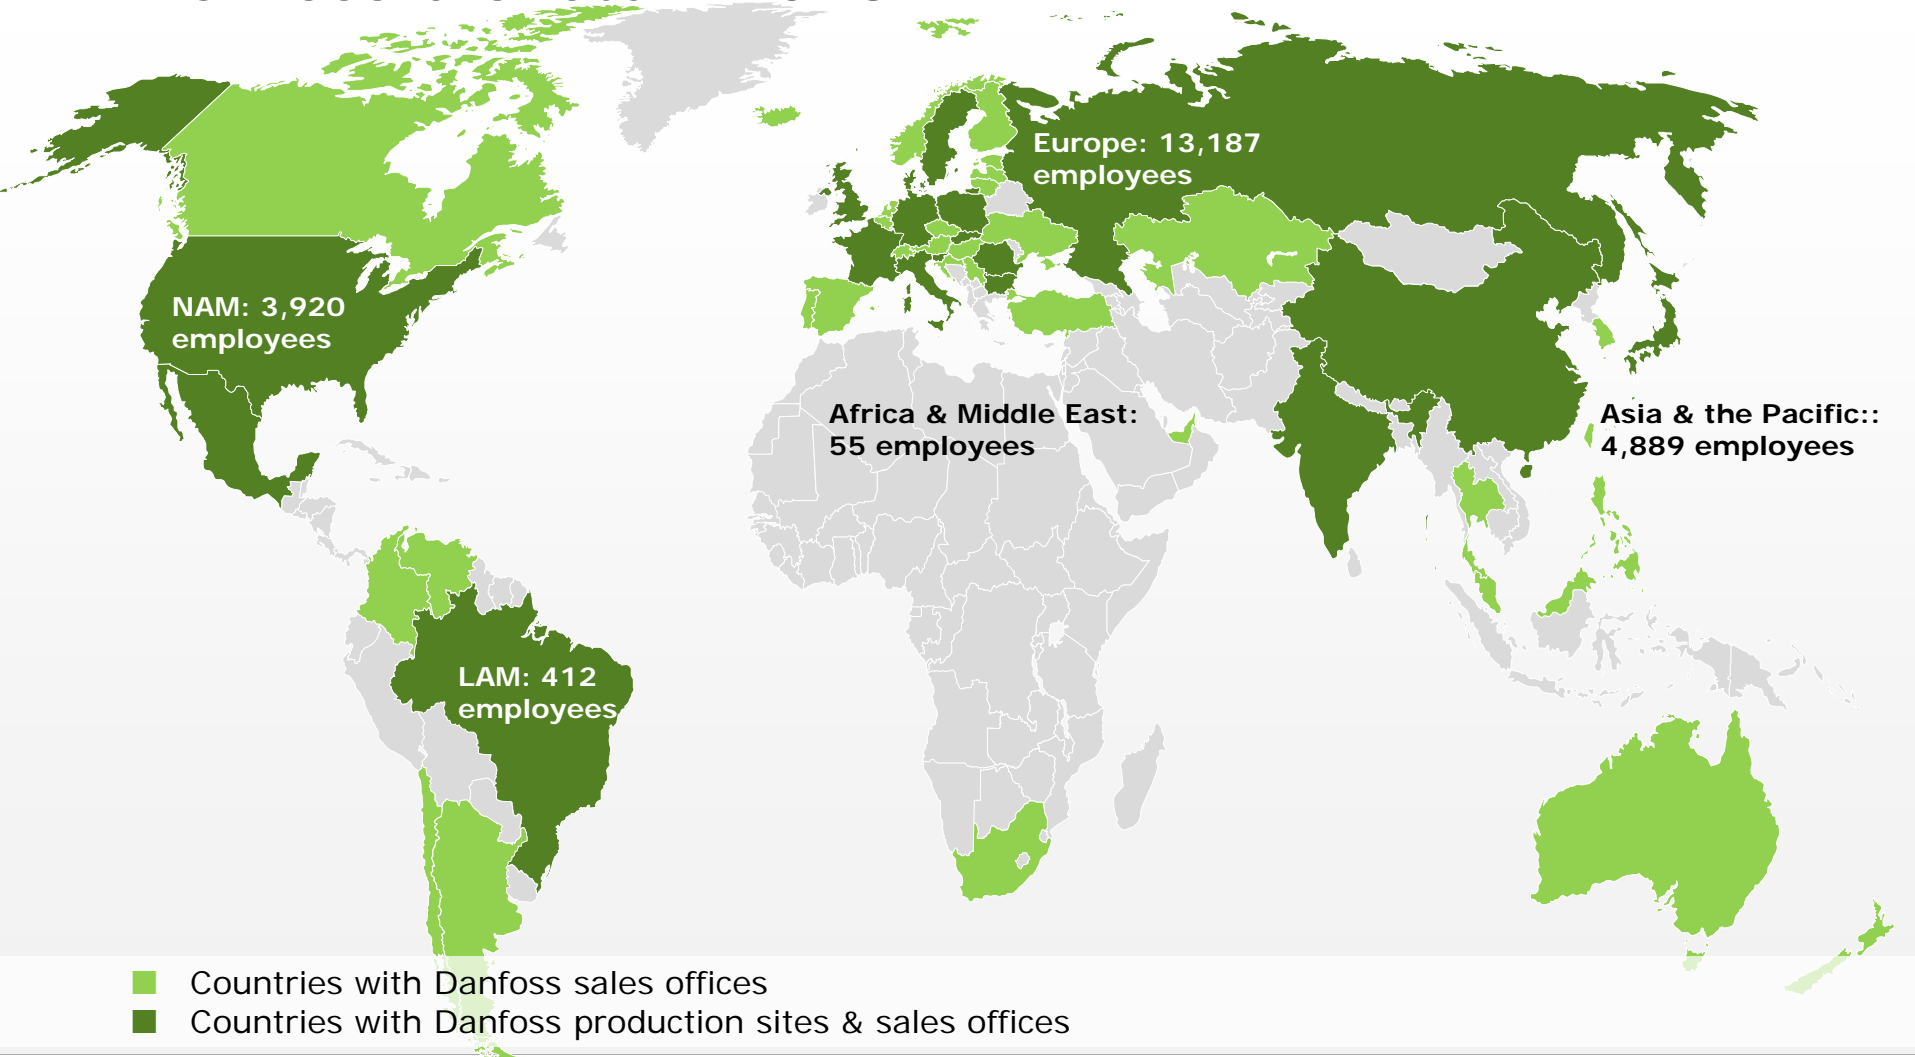 Europe: 13,187
employees
NAM: 3,920
employees
Africa & Middle East:
55 employees
Asia & the Pacific::
4,889 employees
LAM: 412
employees
Countries with Danfoss sales offices
Countries with Danfoss production sites & sales offices